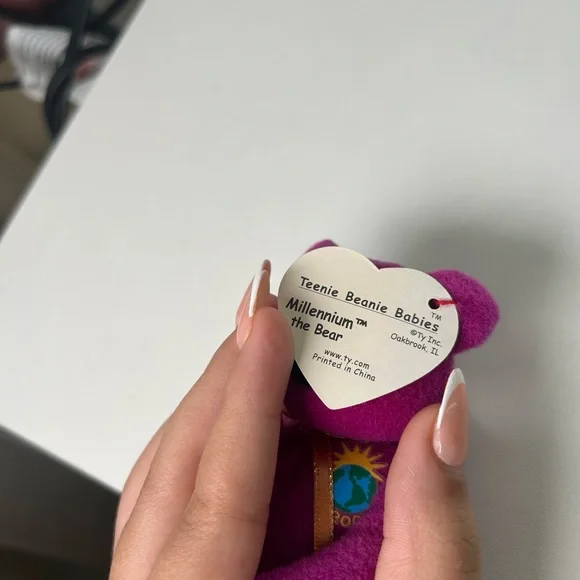 Teenie Beanie Babies
™
Millennium™
the Bear
©Ty Inc.
Oakbrook, IL
www.ty.com
Printed in China